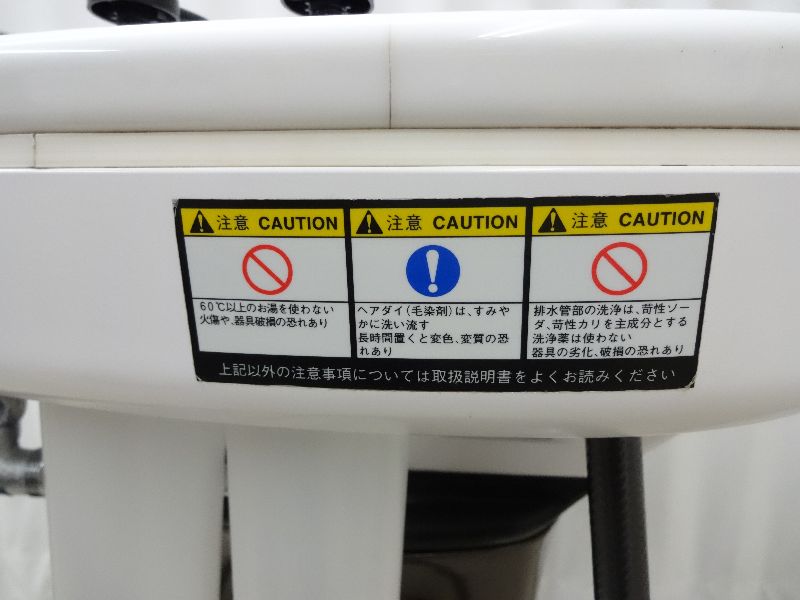 注意 CAUTION
60℃以上のお湯を使わない
火傷や、器具破損の恐れあり
注意 CAUTION
ヘアダイ(毛染剤)は、すみや
かに洗い流す
長時間置くと変色、変質の恐
れあり
注意 CAUTION
排水管部の洗浄は、苛性ソー
ダ、苛性カリを主成分とする
洗浄薬は使わない
器具の劣化、破損の恐れあり
上記以外の注意事項については取扱説明書をよくお読みください